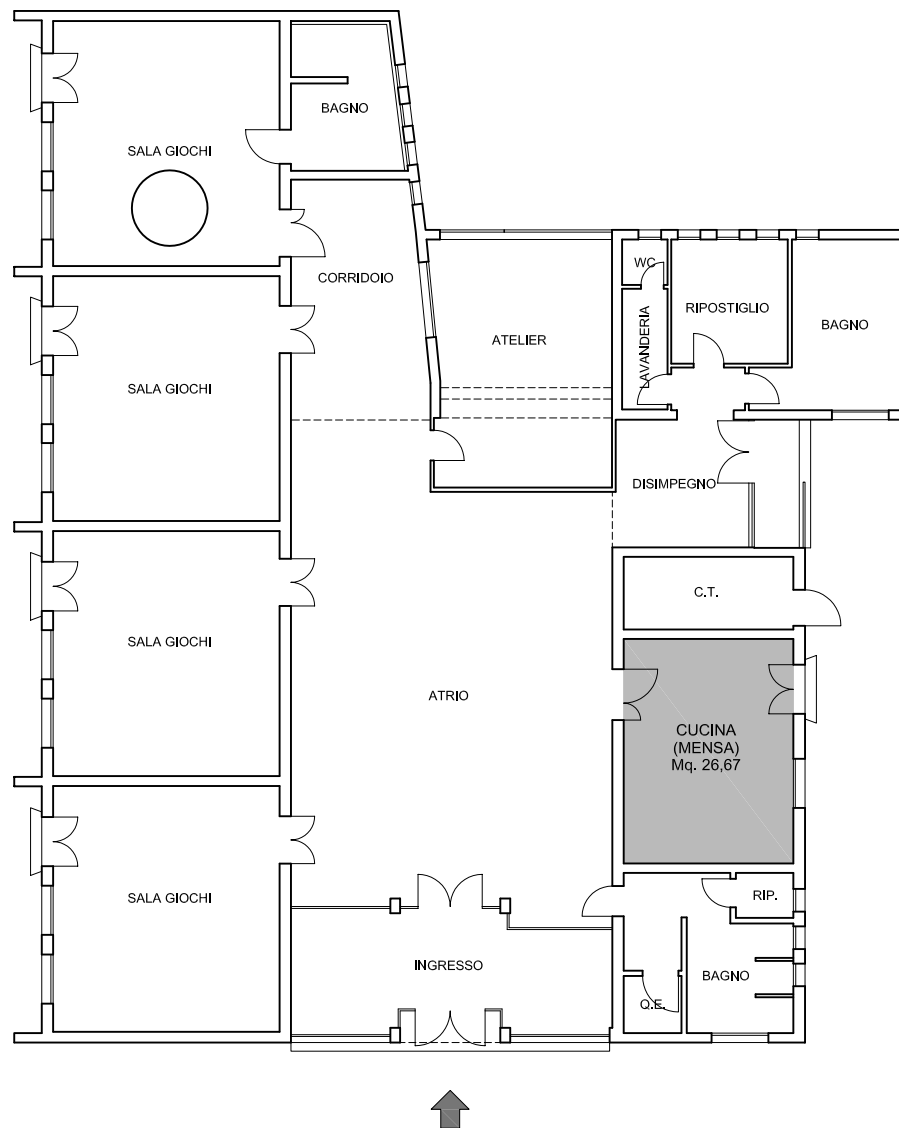 BAGNO
SALA GIOCHI
CORRIDOIO
WC
RIPOSTIGLIO
BAGNO
ATELIER
LAVANDERIA
SALA GIOCHI
DISIMPEGNO
C.T.
SALA GIOCHI
ATRIO
CUCINA
(MENSA)
Mq. 26,67
SALA GIOCHI
RIP.
INGRESSO
BAGNO
Q.E.